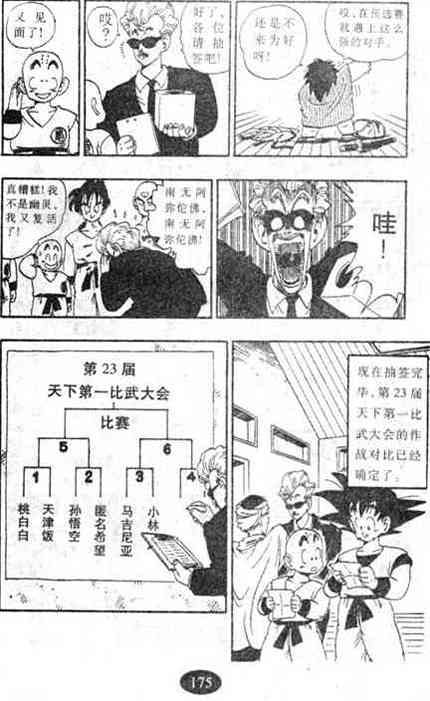 哎，在预选赛
就遇上这么
强的对手。
还是不
来为好
呀！
好了，
各位
请抽
签吧！
哎？
又见
面了！
哇！
南无阿
弥陀佛，
南无阿
弥陀佛！
真糟糕！我
不是幽灵，
我又复活
了！
现在抽签完
毕，第23届
天下第一比
武大会的作
战对比已经
确定了。
第23届
天下第一比武大会
比赛
5 6
1 2 3 4
桃白白
天津饭
孙悟空
匿名希望
马吉尼亚
小林
175